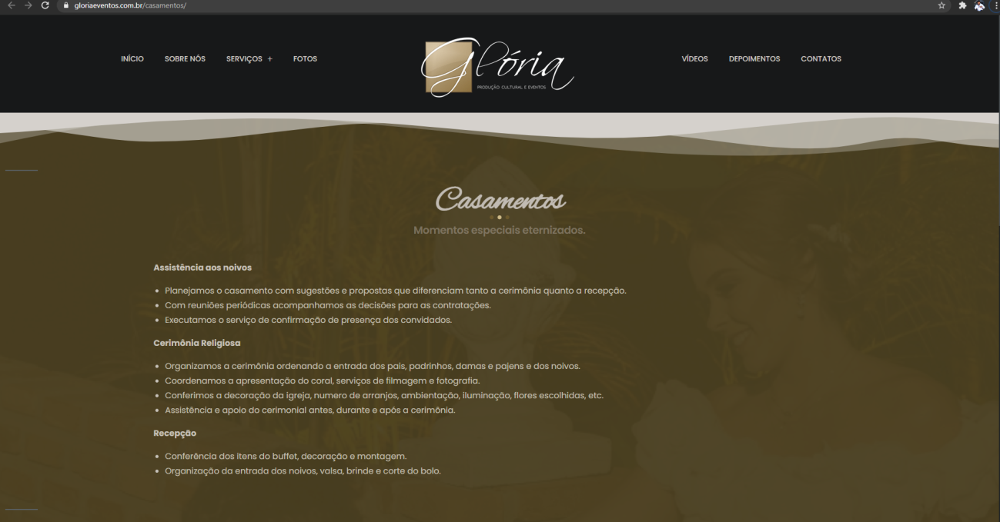 gloriaeventos.com.br/casamentos/
INÍCIO SOBRE NÓS SERVIÇOS + FOTOS
Glória
PRODUÇÃO CULTURAL E EVENTOS
VÍDEOS DEPOIMENTOS CONTATOS
Casamentos
Momentos especiais eternizados.
Assistência aos noivos
• Planejamos o casamento com sugestões e propostas que diferenciam tanto a cerimônia quanto a recepção.
• Com reuniões periódicas acompanhamos as decisões para as contratações.
• Executamos o serviço de confirmação de presença dos convidados.
Cerimônia Religiosa
• Organizamos a cerimônia ordenando a entrada dos pais, padrinhos, damas e pajens e dos noivos.
• Coordenamos a apresentação do coral, serviços de filmagem e fotografia.
• Conferimos a decoração da igreja, numero de arranjos, ambientação, iluminação, flores escolhidas, etc.
• Assistência e apoio do cerimonial antes, durante e após a cerimônia.
Recepção
• Conferência dos itens do buffet, decoração e montagem.
• Organização da entrada dos noivos, valsa, brinde e corte do bolo.